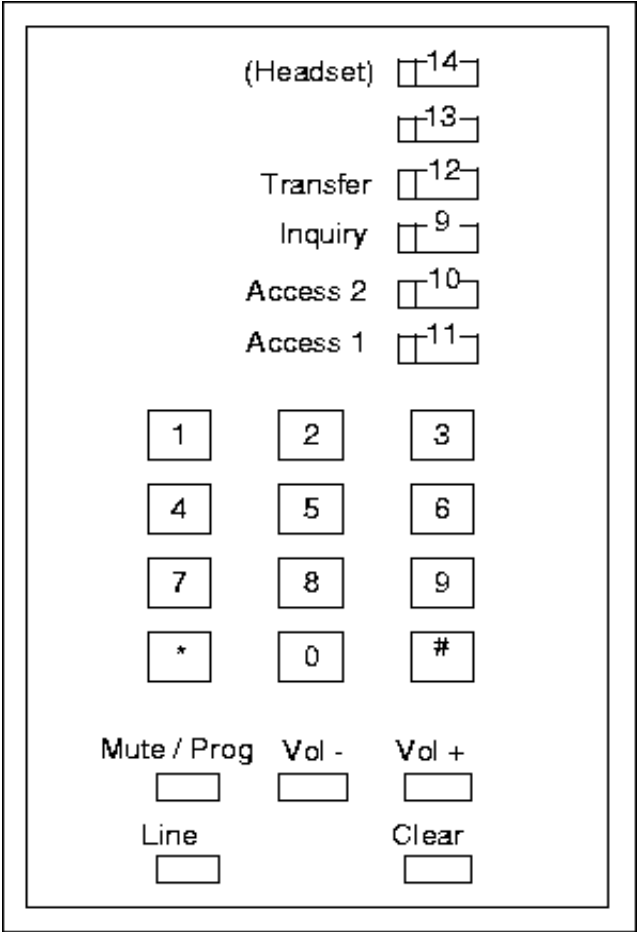 (Headset) 14
13
Transfer 12
Inquiry 9
Access 2 10
Access 1 11
1 2 3
4 5 6
7 8 9
* 0 #
Mute / Prog Vol - Vol +
Line Clear